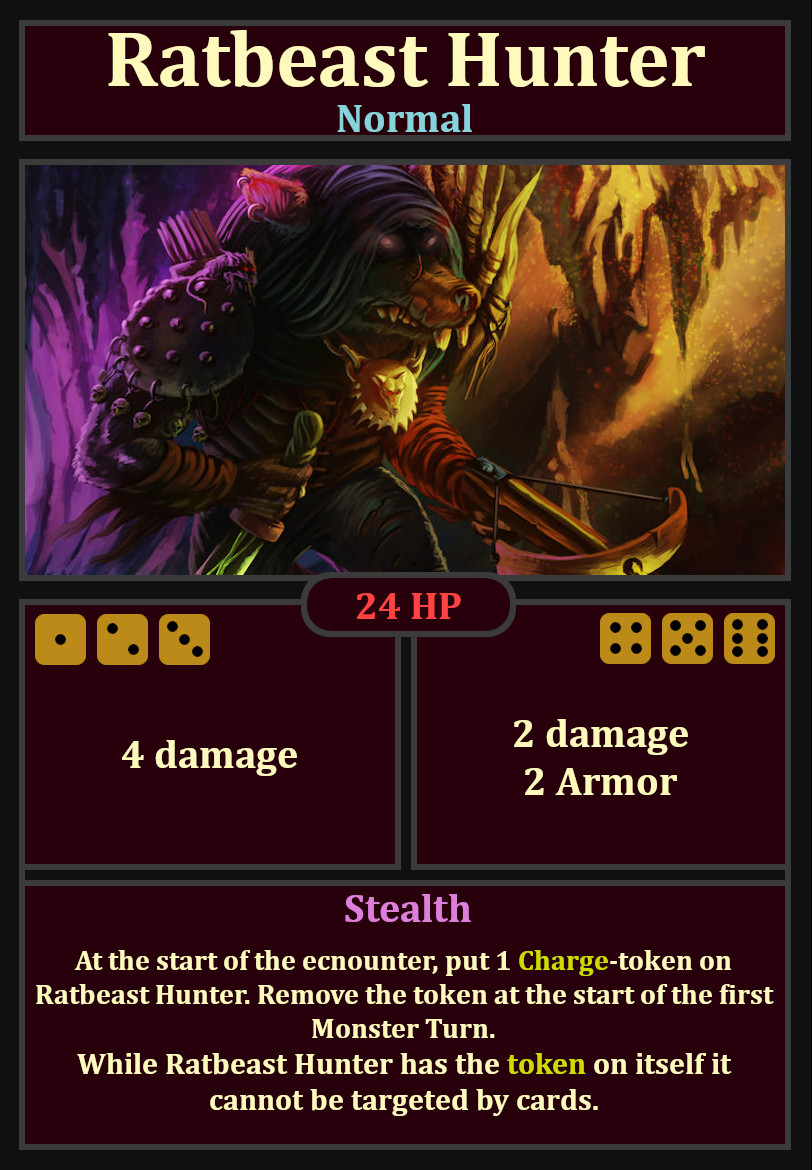 Ratbeast Hunter
Normal
24 HP
4 damage
2 damage
2 Armor
Stealth
At the start of the ecnounter, put 1 Charge-token on
Ratbeast Hunter. Remove the token at the start of the first
Monster Turn.
While Ratbeast Hunter has the token on itself it
cannot be targeted by cards.